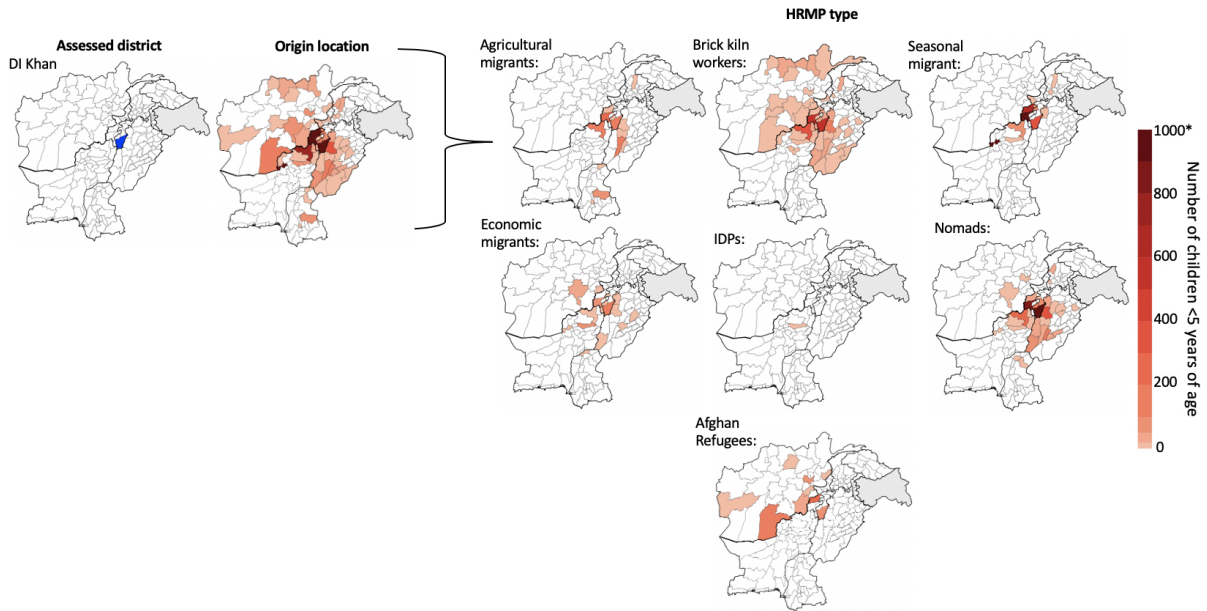 HRMP type
Assessed district
Origin location
DI Khan
Agricultural
migrants:
Brick kiln
workers:
Seasonal
migrant:
Economic
migrants:
IDPs:
Nomads:
Afghan
Refugees:
1000*
800
600
400
200
0
Number of children <5 years of age